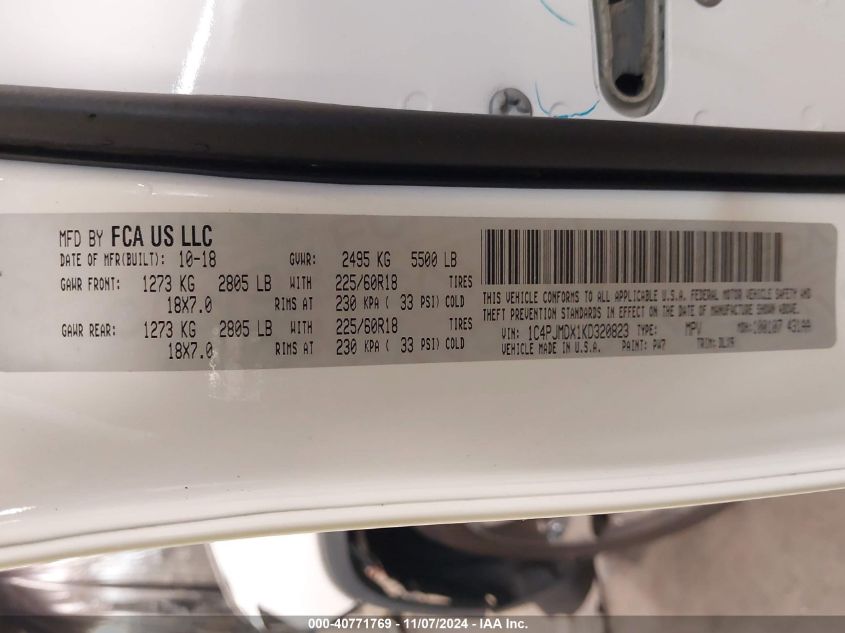 MFD BY FCA US LLC
DATE OF MFR(BUILT): 10-18 GVWR: 2495 KG 5500 LB
GAWR FRONT: 1273 KG 2805 LB WITH 225/60R18 TIRES
18X7.0 RIMS AT 230 KPA ( 33 PSI) COLD
GAWR REAR: 1273 KG 2805 LB WITH 225/60R18 TIRES
18X7.0 RIMS AT 230 KPA ( 33 PSI) COLD
THIS VEHICLE CONFORMS TO ALL APPLICABLE U.S.A. FEDERAL MOTOR VEHICLE SAFETY AND
THEFT PREVENTION STANDARDS IN EFFECT ON THE DATE OF MANUFACTURE SHOWN ABOVE.
VIN: 1C4PJMDX1KD320823 TYPE: MPV MDH: 100107 431AA
VEHICLE MADE IN U.S.A. PAINT: PW7 TRIM:
000-40771769 - 11/07/2024 - IAA Inc.